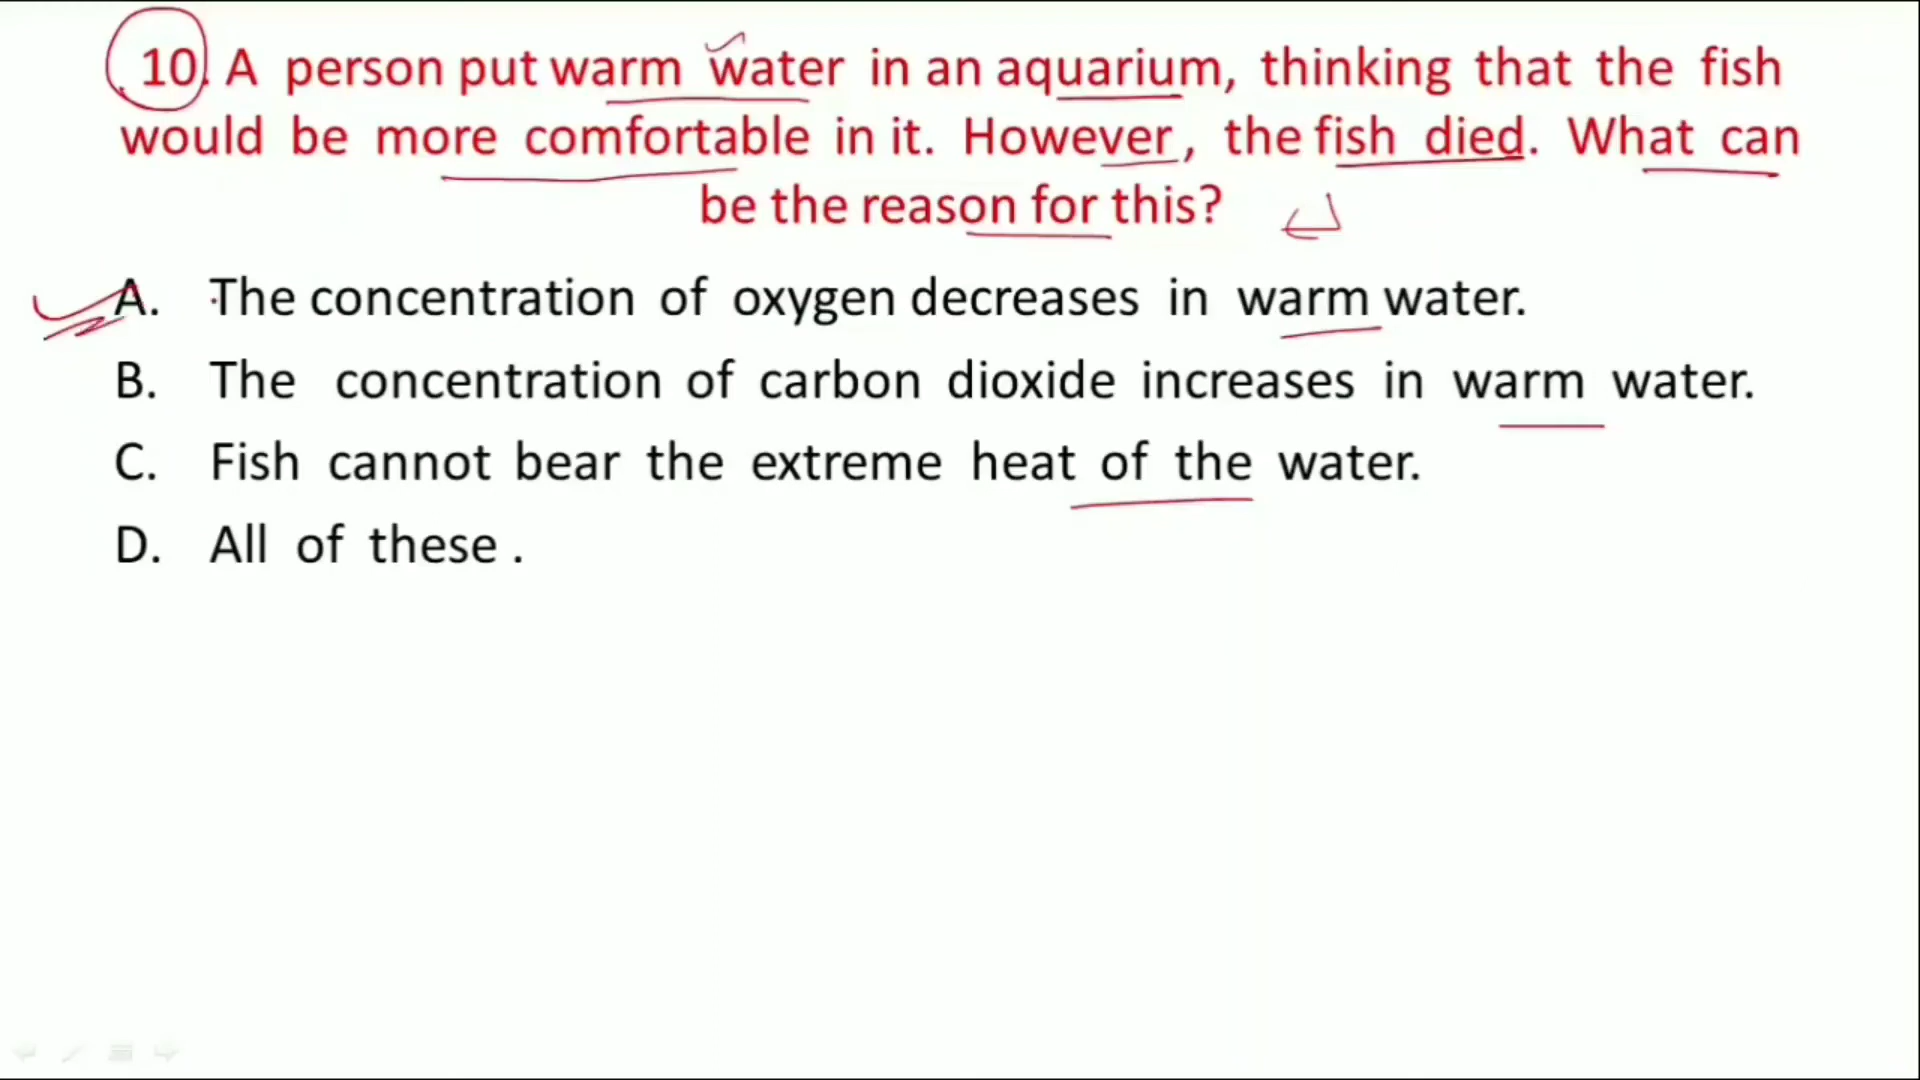 10. A person put warm water in an aquarium, thinking that the fish
would be more comfortable in it. However, the fish died. What can
be the reason for this?
A. The concentration of oxygen decreases in warm water.
B. The concentration of carbon dioxide increases in warm water.
C. Fish cannot bear the extreme heat of the water.
D. All of these .